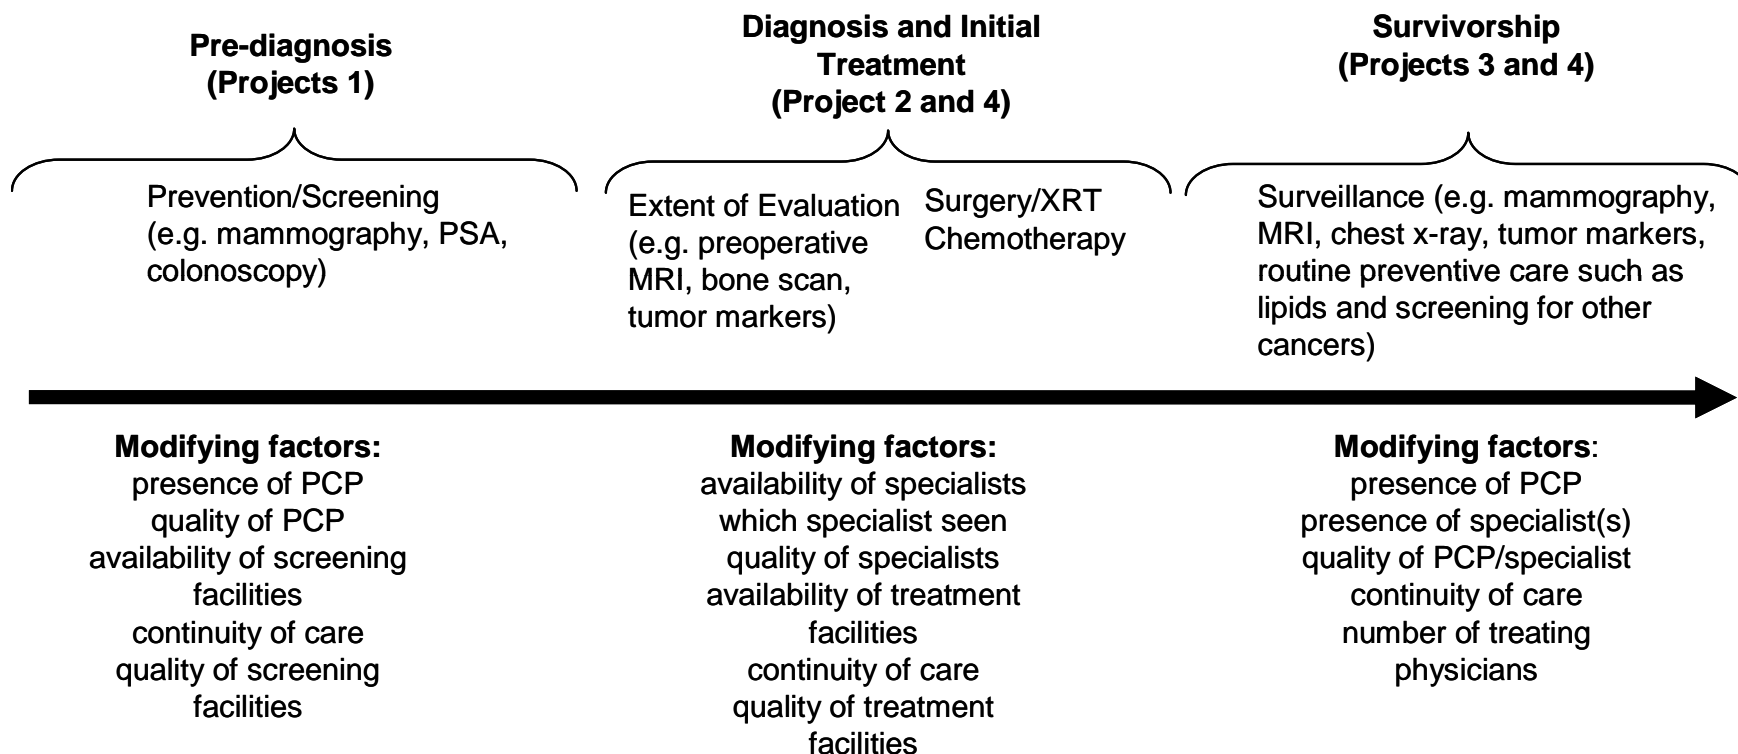 Pre-diagnosis
(Projects 1)
Prevention/Screening
(e.g. mammography, PSA,
colonoscopy)
Diagnosis and Initial
Treatment
(Project 2 and 4)
Extent of Evaluation
(e.g. preoperative
MRI, bone scan,
tumor markers)
Surgery/XRT
Chemotherapy
Survivorship
(Projects 3 and 4)
Surveillance (e.g. mammography,
MRI, chest x-ray, tumor markers,
routine preventive care such as
lipids and screening for other
cancers)
Modifying factors:
presence of PCP
quality of PCP
availability of screening
facilities
continuity of care
quality of screening
facilities
Modifying factors:
availability of specialists
which specialist seen
quality of specialists
availability of treatment
facilities
continuity of care
quality of treatment
facilities
Modifying factors:
presence of PCP
presence of specialist(s)
quality of PCP/specialist
continuity of care
number of treating
physicians